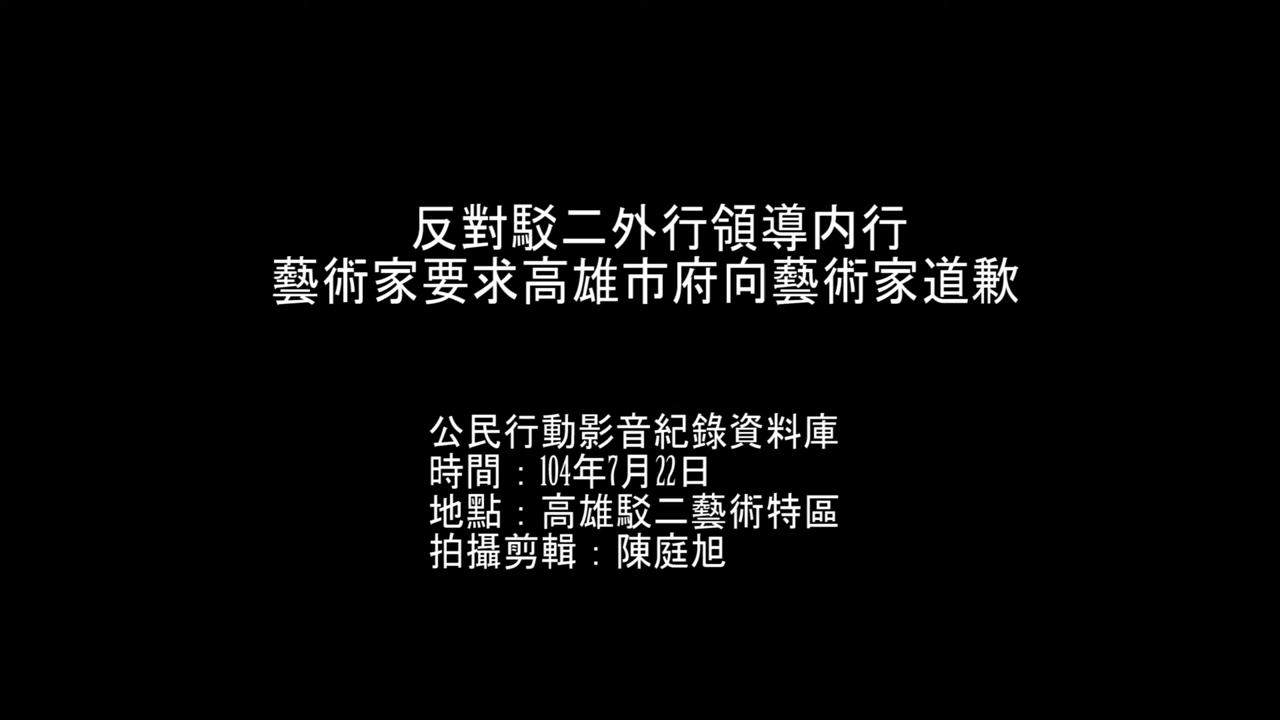 反對駁二外行領導内行
藝術家要求高雄市府向藝術家道歉
公民行動影音紀錄資料庫
時間：104年7月22日
地點：高雄駁二藝術特區
拍攝剪輯：陳庭旭